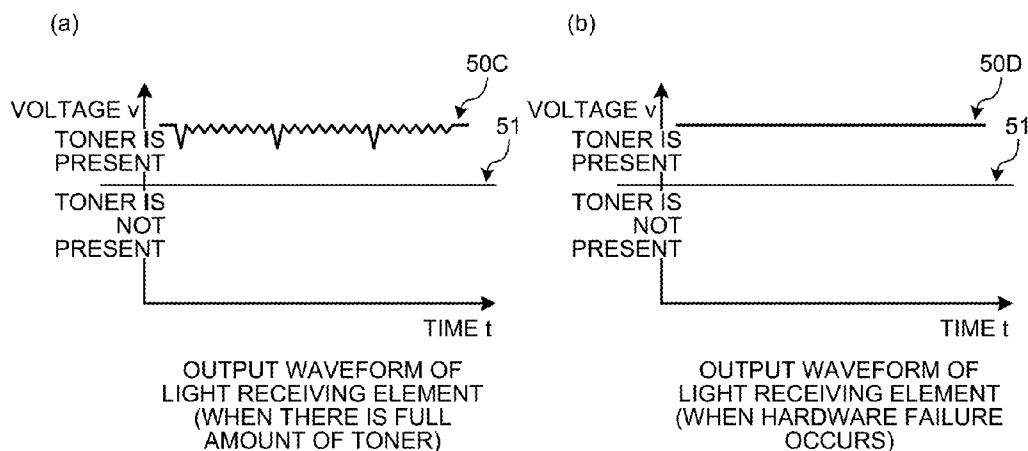 (a)
50C
VOLTAGE v
TONER IS
PRESENT
51
TONER IS
NOT
PRESENT
TIME t
OUTPUT WAVEFORM OF
LIGHT RECEIVING ELEMENT
(WHEN THERE IS FULL
AMOUNT OF TONER)
(b)
50D
VOLTAGE v
TONER IS
PRESENT
51
TONER IS
NOT
PRESENT
TIME t
OUTPUT WAVEFORM OF
LIGHT RECEIVING ELEMENT
(WHEN HARDWARE FAILURE
OCCURS)